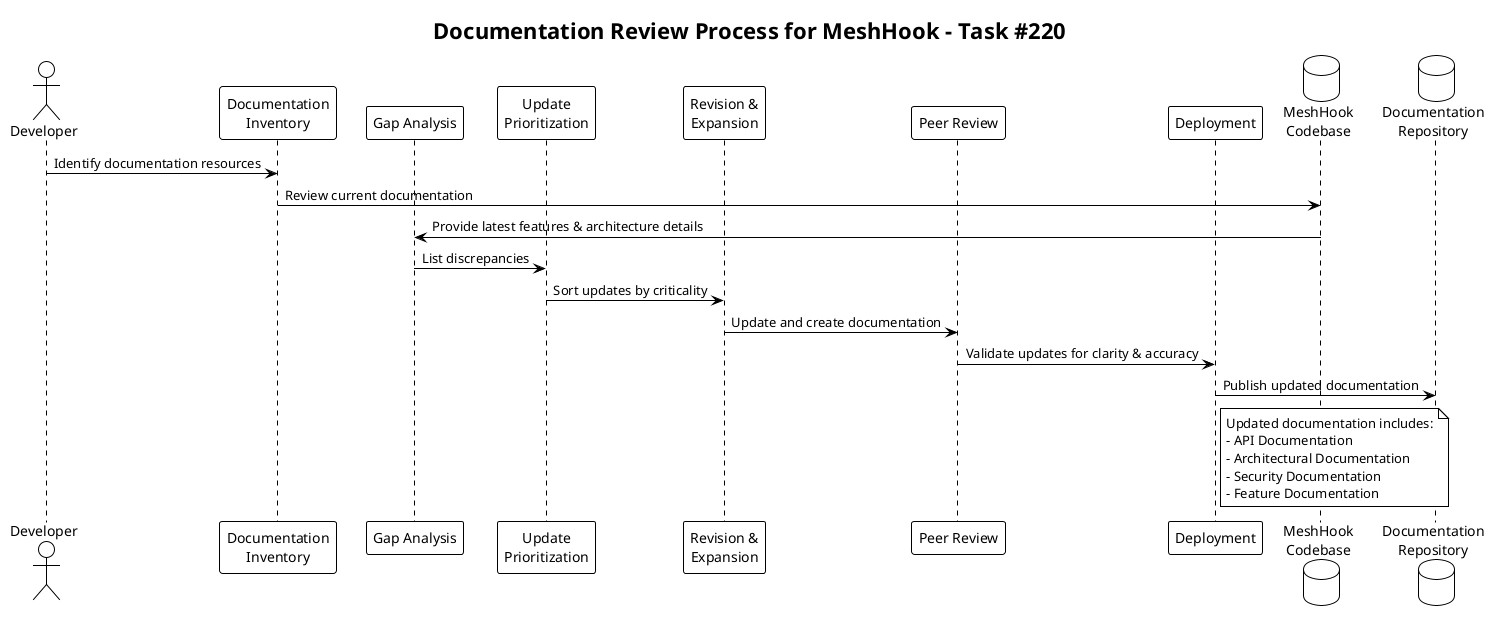 Documentation Review Process for MeshHook - Task #220
Developer
Documentation
Inventory
Gap Analysis
Update
Prioritization
Revision &
Expansion
Peer Review
Deployment
MeshHook
Codebase
Documentation
Repository
Identify documentation resources
Review current documentation
Provide latest features & architecture details
List discrepancies
Sort updates by criticality
Update and create documentation
Validate updates for clarity & accuracy
Publish updated documentation
Updated documentation includes:
- API Documentation
- Architectural Documentation
- Security Documentation
- Feature Documentation
Developer
Documentation
Inventory
Gap Analysis
Update
Prioritization
Revision &
Expansion
Peer Review
Deployment
MeshHook
Codebase
Documentation
Repository